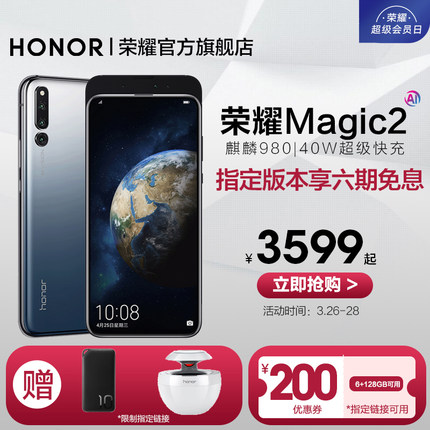 HONOR | 荣耀官方旗舰店
荣耀
超级会员日
AI
荣耀Magic2
麒麟980|40W超级快充
指定版本享六期免息
¥3599起
立即抢购 >
活动时间：3.26-28
honor
10:08
4月25日星期三
赠
10
honor
*限制指定链接
¥200
优惠券
6+128GB可用
*指定链接可用